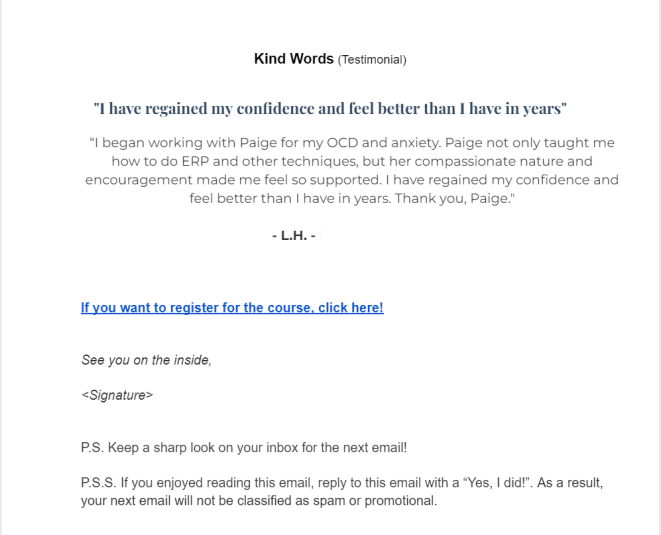 Kind Words (Testimonial)
"I have regained my confidence and feel better than I have in years"
“I began working with Paige for my OCD and anxiety. Paige not only taught me
how to do ERP and other techniques, but her compassionate nature and
encouragement made me feel so supported. I have regained my confidence and
feel better than I have in years. Thank you, Paige."
- L.H. -
If you want to register for the course, click here!
See you on the inside,
<Signature>
P.S. Keep a sharp look on your inbox for the next email!
P.S.S. If you enjoyed reading this email, reply to this email with a “Yes, I did!”. As a result,
your next email will not be classified as spam or promotional.